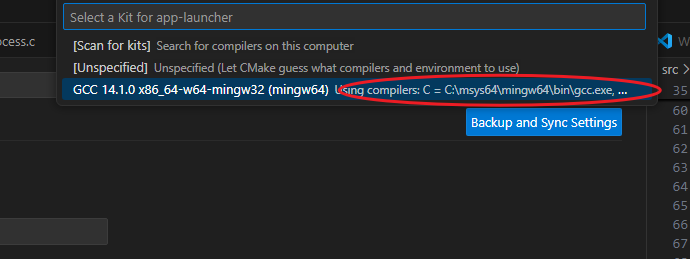 Select a Kit for app-launcher
ocess.c
[Scan for kits] Search for compilers on this computer
[Unspecified] Unspecified (Let CMake guess what compilers and environment to use)
GCC 14.1.0 x86_64-w64-mingw32 (mingw64) Using compilers: C = C:\msys64\mingw64\bin\gcc.exe, ...
Backup and Sync Settings
W
src >
35
60
61
62
63
64
65
66
67